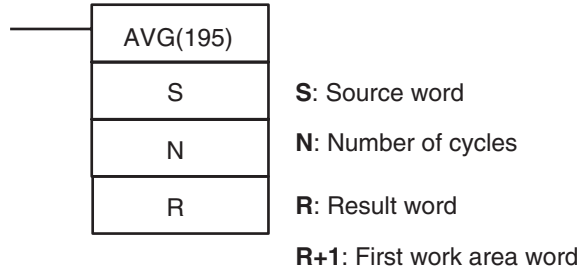 AVG(195)
S
S: Source word
N
N: Number of cycles
R
R: Result word
R+1: First work area word